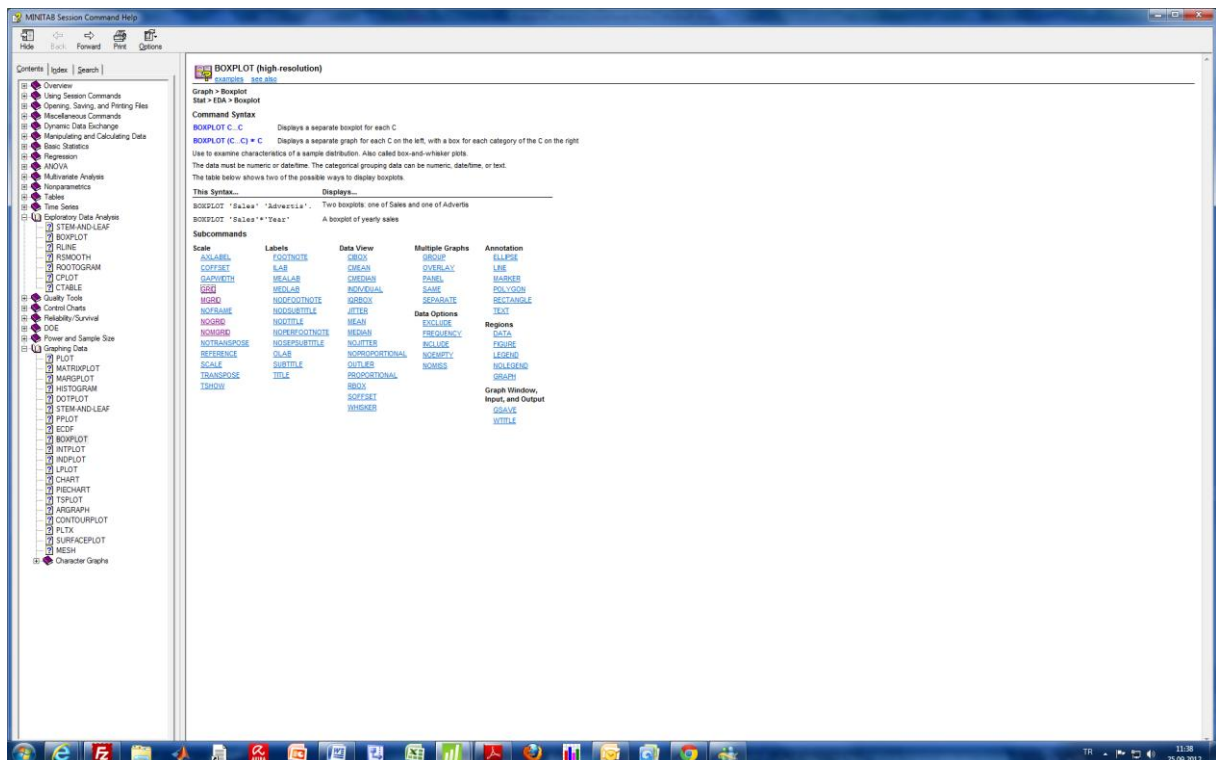 MINITAB Session Command Help
Hide Back Forward Print Options
Contents Index Search
Overview
Using Session Commands
Opening, Saving, and Printing Files
Miscellaneous Commands
Dynamic Data Exchange
Manipulating and Calculating Data
Basic Statistics
Regression
ANOVA
Multivariate Analysis
Nonparametrics
Tables
Time Series
Exploratory Data Analysis
STEM-AND-LEAF
BOXPLOT
RLINE
RSMOOTH
ROOTOGRAM
CPLOT
CTABLE
Quality Tools
Control Charts
Reliability/Survival
DOE
Power and Sample Size
Graphing Data
PLOT
MATRIXPLOT
MARGPLOT
HISTOGRAM
DOTPLOT
STEM-AND-LEAF
PPLOT
ECDF
BOXPLOT
INTPLOT
INDPLOT
LPLOT
CHART
PIECHART
TSPLOT
ARGRAPH
CONTOURPLOT
PLTX
SURFACEPLOT
MESH
Character Graphs
BOXPLOT (high-resolution)
examples see also
Graph > Boxplot
Stat > EDA > Boxplot
Command Syntax
BOXPLOT C...C Displays a separate boxplot for each C
BOXPLOT (C...C) * C Displays a separate graph for each C on the left, with a box for each category of the C on the right
Use to examine characteristics of a sample distribution. Also called box-and-whisker plots.
The data must be numeric or date/time. The categorical grouping data can be numeric, date/time, or text.
The table below shows two of the possible ways to display boxplots.
This Syntax... Displays...
BOXPLOT 'Sales' 'Advertis'. Two boxplots: one of Sales and one of Advertis
BOXPLOT 'Sales'*'Year' A boxplot of yearly sales
Subcommands
Scale
AXLABEL
COFFSET
GAPWIDTH
GRID
MGRID
NOFRAME
NOGRID
NOMGRID
NOTRANSPOSE
REFERENCE
SCALE
TRANSPOSE
TSHOW
Labels
FOOTNOTE
ILAB
MEALAB
MEDLAB
NODFOOTNOTE
NODSUBTITLE
NODTITLE
NOPERFOOTNOTE
NOSEPSUBTITLE
OLAB
SUBTITLE
TITLE
Data View
CIBOX
CMEAN
CMEDIAN
INDIVIDUAL
IQRBOX
JITTER
MEAN
MEDIAN
NOJITTER
NOPROPORTIONAL
OUTLIER
PROPORTIONAL
RBOX
SOFFSET
WHISKER
Multiple Graphs
GROUP
OVERLAY
PANEL
SAME
SEPARATE
Data Options
EXCLUDE
FREQUENCY
INCLUDE
NOEMPTY
NOMISS
Annotation
ELLIPSE
LINE
MARKER
POLYGON
RECTANGLE
TEXT
Regions
DATA
FIGURE
LEGEND
NOLEGEND
GRAPH
Graph Window,
Input, and Output
GSAVE
WTITLE
TR
11:38
25.09.2012